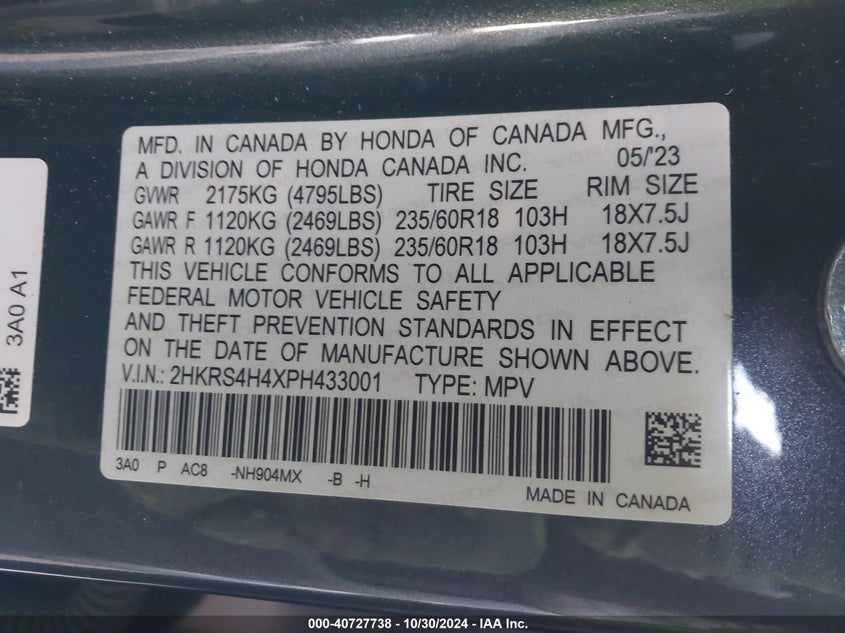 MFD. IN CANADA BY HONDA OF CANADA MFG.,
A DIVISION OF HONDA CANADA INC. 05/'23
GVWR 2175KG (4795LBS) TIRE SIZE RIM SIZE
GAWR F 1120KG (2469LBS) 235/60R18 103H 18X7.5J
GAWR R 1120KG (2469LBS) 235/60R18 103H 18X7.5J
THIS VEHICLE CONFORMS TO ALL APPLICABLE
FEDERAL MOTOR VEHICLE SAFETY
AND THEFT PREVENTION STANDARDS IN EFFECT
ON THE DATE OF MANUFACTURE SHOWN ABOVE.
V.I.N.: 2HKRS4H4XPH433001 TYPE: MPV
3A0 P AC8 -NH904MX -B -H
MADE IN CANADA
3A0 A1
000-40727738 - 10/30/2024 - IAA Inc.